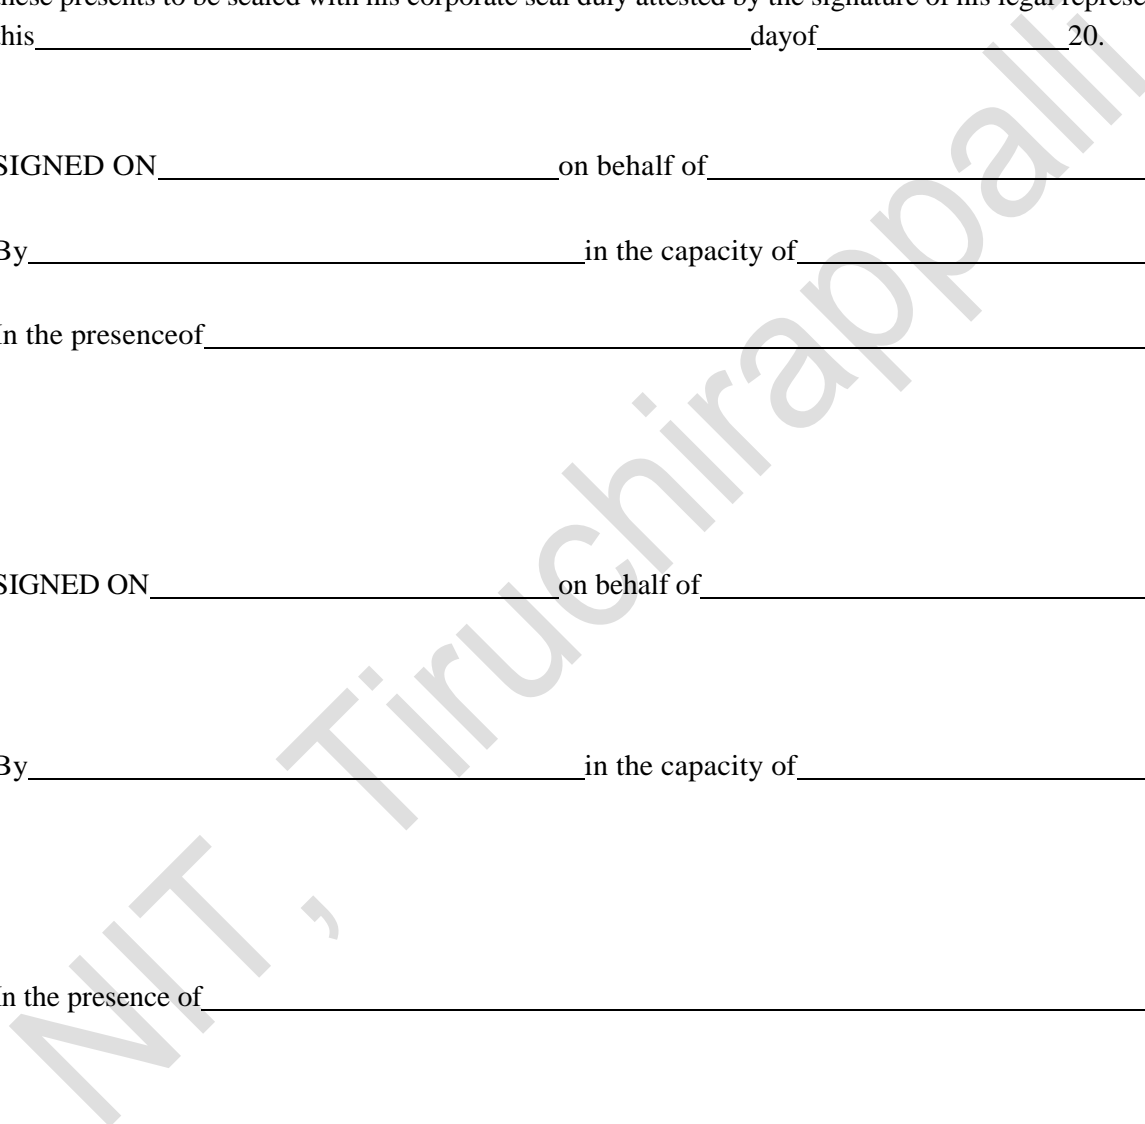 these presents to be sealed with his corporate seal duly attested by the signature of his legal
this dayof 20.
SIGNED ON on behalf of
By in the capacity of
In the presenceof
SIGNED ON on behalf of
By in the capacity of
In the presence of
NIT , Tiruchirappalli